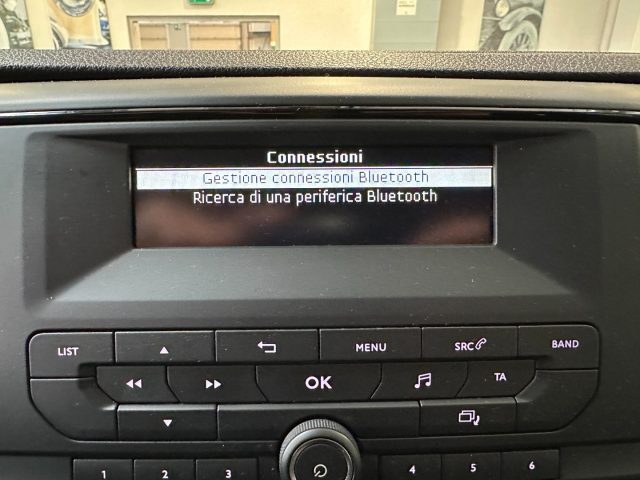 Connessioni
Gestione connessioni Bluetooth
Ricerca di una periferica Bluetooth
LIST
MENU
SRC
BAND
OK
TA
1 2 3 4 5 6